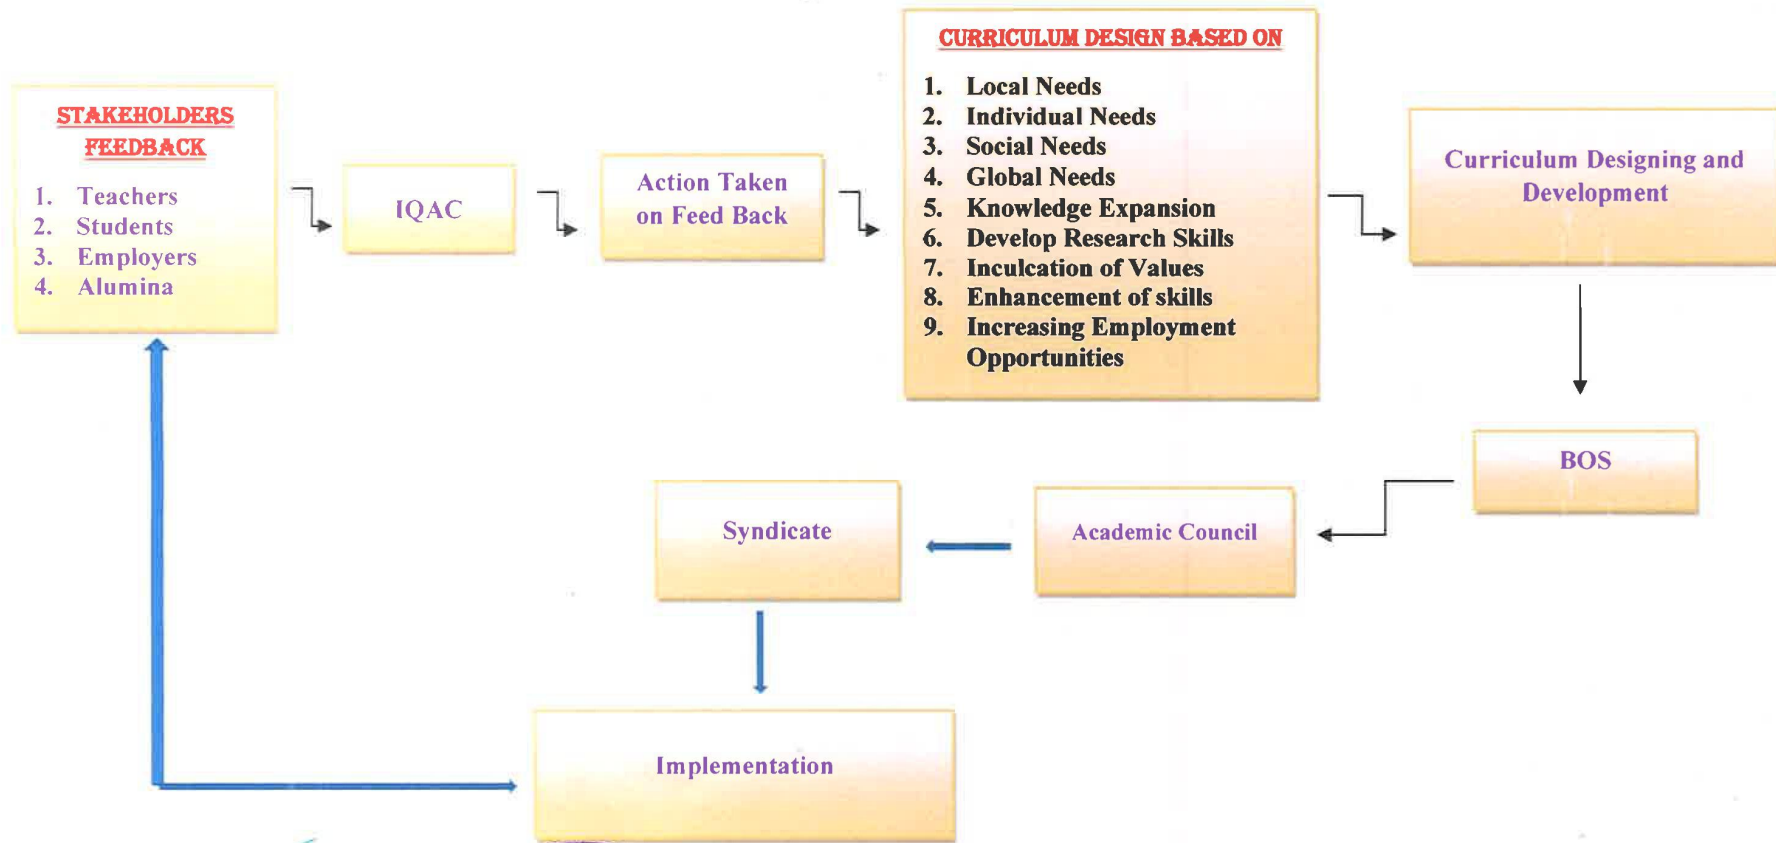 STAKEHOLDERS
FEEDBACK
1. Teachers
2. Students
3. Employers
4. Alumina
IQAC
Action Taken
on Feed Back
CURRICULUM DESIGN BASED ON
1. Local Needs
2. Individual Needs
3. Social Needs
4. Global Needs
5. Knowledge Expansion
6. Develop Research Skills
7. Inculcation of Values
8. Enhancement of skills
9. Increasing Employment
Opportunities
Curriculum Designing and
Development
BOS
Academic Council
Syndicate
Implementation